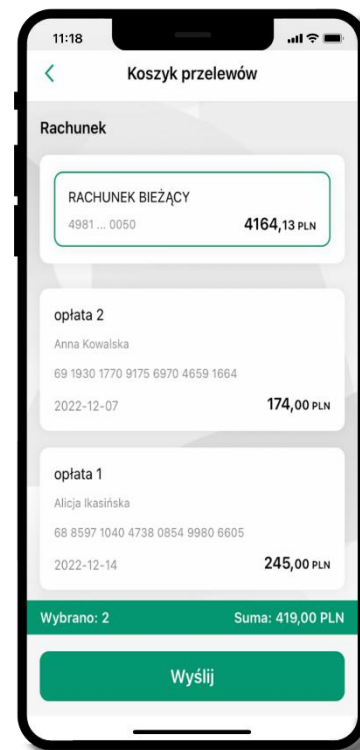 11:18
Koszyk przelewów
Rachunek
RACHUNEK BIEŻĄCY
4981 ... 0050 4164,13 PLN
opłata 2
Anna Kowalska
69 1930 1770 9175 6970 4659 1664
2022-12-07 174,00 PLN
opłata 1
Alicja Ikasińska
68 8597 1040 4738 0854 9980 6605
2022-12-14 245,00 PLN
Wybrano: 2 Suma: 419,00 PLN
Wyślij